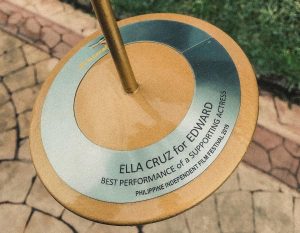 ELLA CRUZ for EDWARD
BEST PERFORMANCE of a SUPPORTING ACTRESS
PHILIPPINE INDEPENDENT FILM FESTIVAL 2019